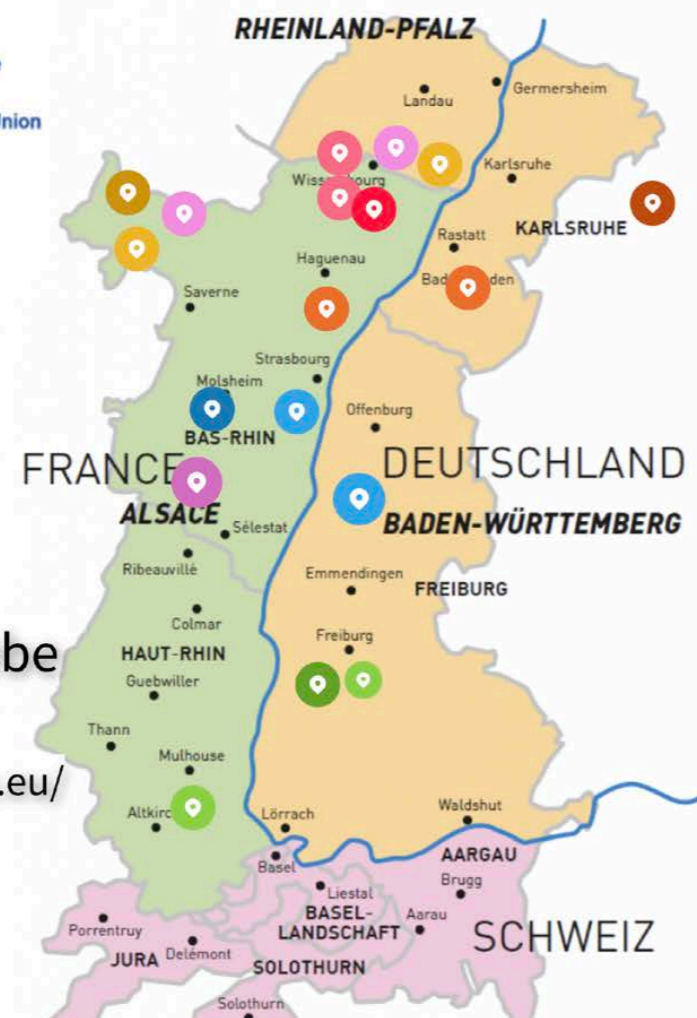 RHEINLAND-PFALZ
Germersheim
Landau
nion
Karlsruhe
KARLSRUHE
Rastatt
Haguenau
Saverne
Strasbourg
Molsheim
Offenburg
BAS-RHIN
FRANCE
DEUTSCHLAND
ALSACE
BADEN-WÜRTTEMBERG
Sélestat
Ribeauvillé
Emmendingen
FREIBURG
Colmar
Freiburg
be
HAUT-RHIN
Guebwiller
Thann
Mulhouse
.eu/
Altkirc
Lörrach
Waldshut
Basel
AARGAU
Brugg
Liestal
BASEL-
LANDSCHAFT
Aarau
SCHWEIZ
Porrentruy
JURA
Delémont
SOLOTHURN
Solothurn